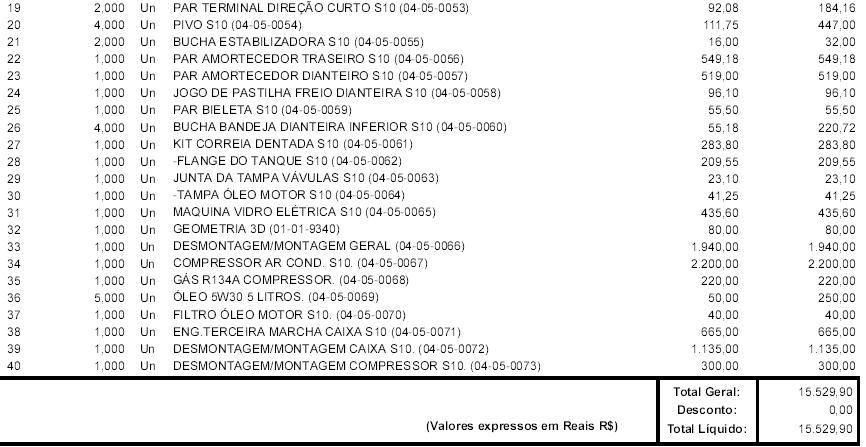 19 2,000 Un PAR TERMINAL DIREÇÃO CURTO S10 (04-05-0053) 92,08 184,16
20 4,000 Un PIVO S10 (04-05-0054) 111,75 447,00
21 2,000 Un BUCHA ESTABILIZADORA S10 (04-05-0055) 16,00 32,00
22 1,000 Un PAR AMORTECEDOR TRASEIRO S10 (04-05-0056) 549,18 549,18
23 1,000 Un PAR AMORTECEDOR DIANTEIRO S10 (04-05-0057) 519,00 519,00
24 1,000 Un JOGO DE PASTILHA FREIO DIANTEIRA S10 (04-05-0058) 96,10 96,10
25 1,000 Un PAR BIELETA S10 (04-05-0059) 55,50 55,50
26 4,000 Un BUCHA BANDEJA DIANTEIRA INFERIOR S10 (04-05-0060) 55,18 220,72
27 1,000 Un KIT CORREIA DENTADA S10 (04-05-0061) 283,80 283,80
28 1,000 Un -FLANGE DO TANQUE S10 (04-05-0062) 209,55 209,55
29 1,000 Un JUNTA DA TAMPA VÁVULAS S10 (04-05-0063) 23,10 23,10
30 1,000 Un -TAMPA ÓLEO MOTOR S10 (04-05-0064) 41,25 41,25
31 1,000 Un MAQUINA VIDRO ELÉTRICA S10 (04-05-0065) 435,60 435,60
32 1,000 Un GEOMETRIA 3D (01-01-9340) 80,00 80,00
33 1,000 Un DESMONTAGEM/MONTAGEM GERAL (04-05-0066) 1.940,00 1.940,00
34 1,000 Un COMPRESSOR AR COND. S10. (04-05-0067) 2.200,00 2.200,00
35 1,000 Un GÁS R134A COMPRESSOR. (04-05-0068) 220,00 220,00
36 5,000 Un ÓLEO 5W30 5 LITROS. (04-05-0069) 50,00 250,00
37 1,000 Un FILTRO ÓLEO MOTOR S10. (04-05-0070) 40,00 40,00
38 1,000 Un ENG.TERCEIRA MARCHA CAIXA S10 (04-05-0071) 665,00 665,00
39 1,000 Un DESMONTAGEM/MONTAGEM CAIXA S10. (04-05-0072) 1.135,00 1.135,00
40 1,000 Un DESMONTAGEM/MONTAGEM COMPRESSOR S10. (04-05-0073) 300,00 300,00
Total Geral: 15.529,90
Desconto: 0,00
(Valores expressos em Reais R$) Total Líquido: 15.529,90